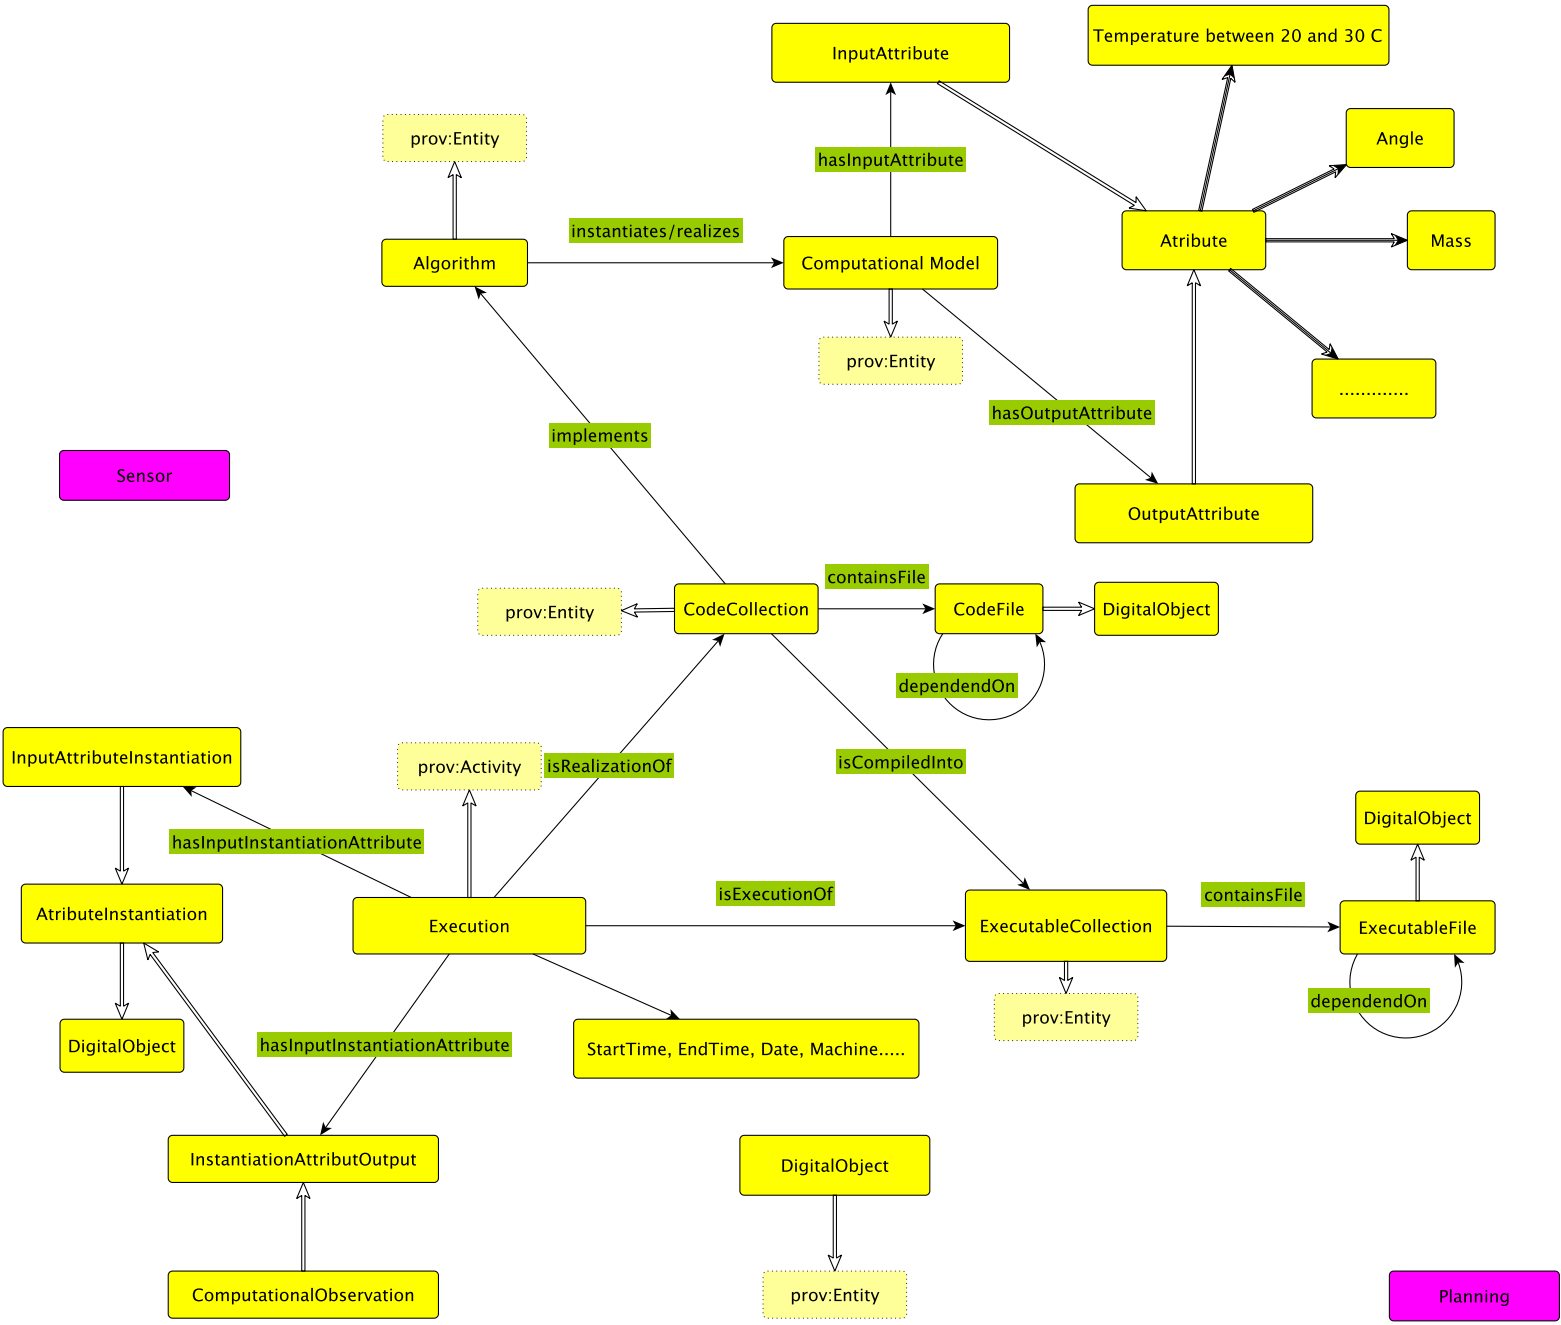 Temperature between 20 and 30 C
InputAttribute
prov:Entity
Angle
hasInputAttribute
instantiates/realizes
Atribute
Mass
Algorithm
Computational Model
prov:Entity
.............
hasOutputAttribute
implements
Sensor
OutputAttribute
containsFile
prov:Entity
CodeCollection
CodeFile
DigitalObject
dependendOn
InputAttributeInstantiation
prov:Activity
isRealizationOf
isCompiledInto
DigitalObject
hasInputInstantiationAttribute
isExecutionOf
containsFile
AtributeInstantiation
Execution
ExecutableCollection
ExecutableFile
dependendOn
prov:Entity
DigitalObject
hasInputInstantiationAttribute
StartTime, EndTime, Date, Machine.....
InstantiationAttributOutput
DigitalObject
ComputationalObservation
prov:Entity
Planning